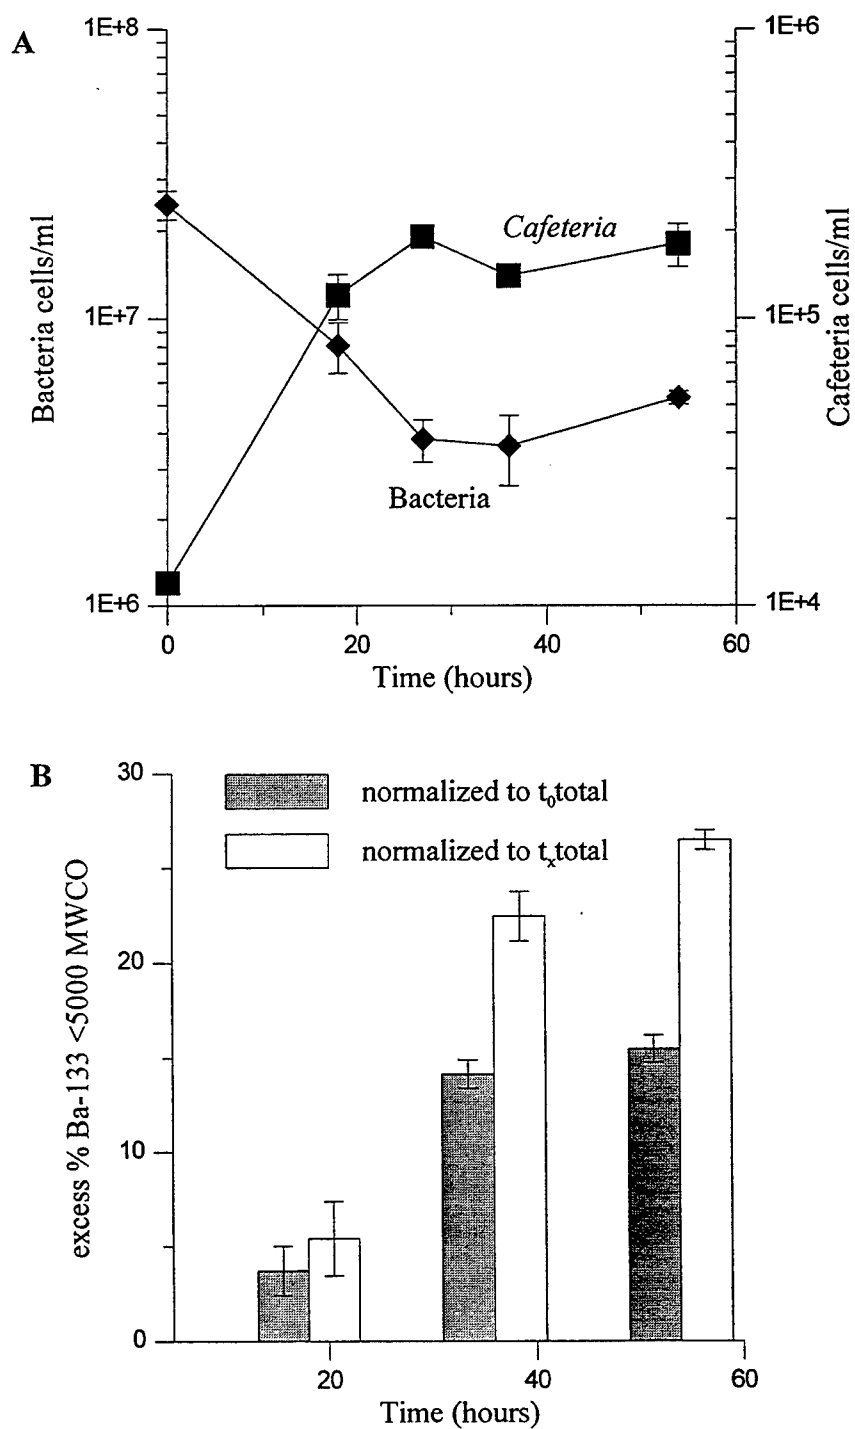 A
1E+8
1E+6
Bacteria cells/ml
Cafeteria cells/ml
Cafeteria
1E+7
1E+5
Bacteria
1E+6
1E+4
0
20
40
60
Time (hours)
B
30
normalized to t0total
normalized to txtotal
excess % Ba-133 <5000 MWCO
20
10
0
20
40
60
Time (hours)